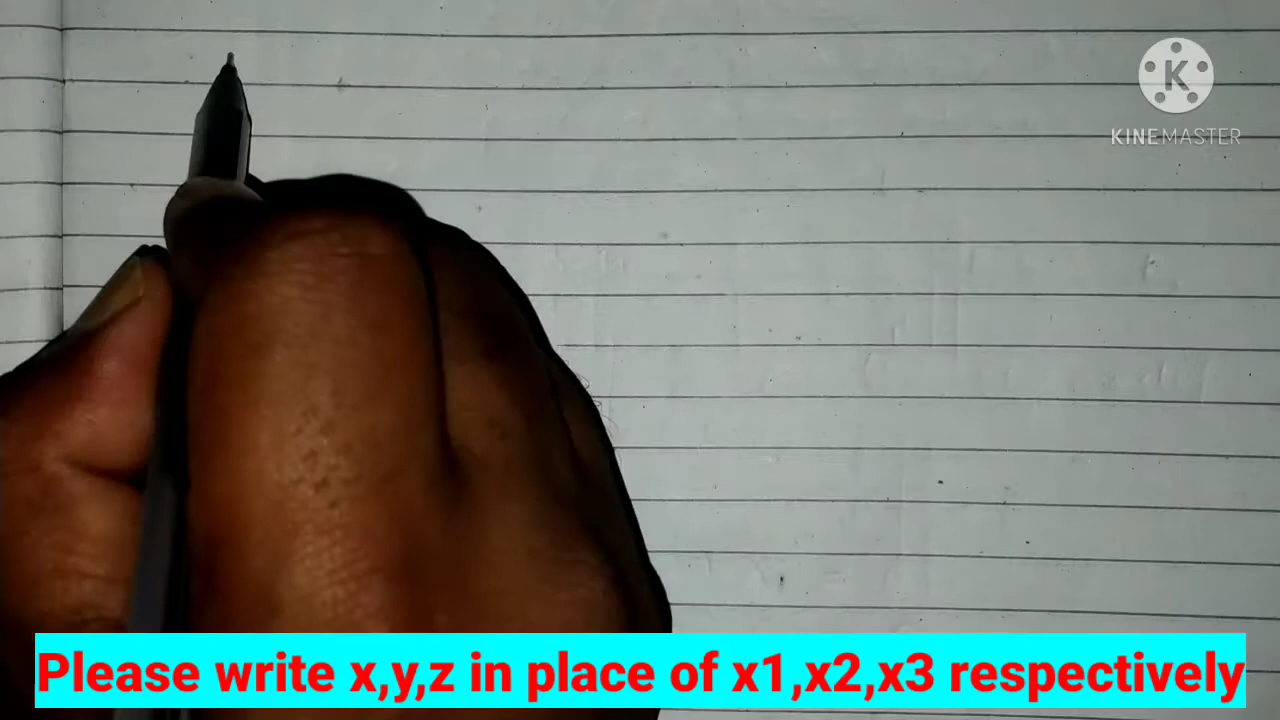 K
KINEMASTER
Please write x,y,z in place of x1,x2,x3 respectively